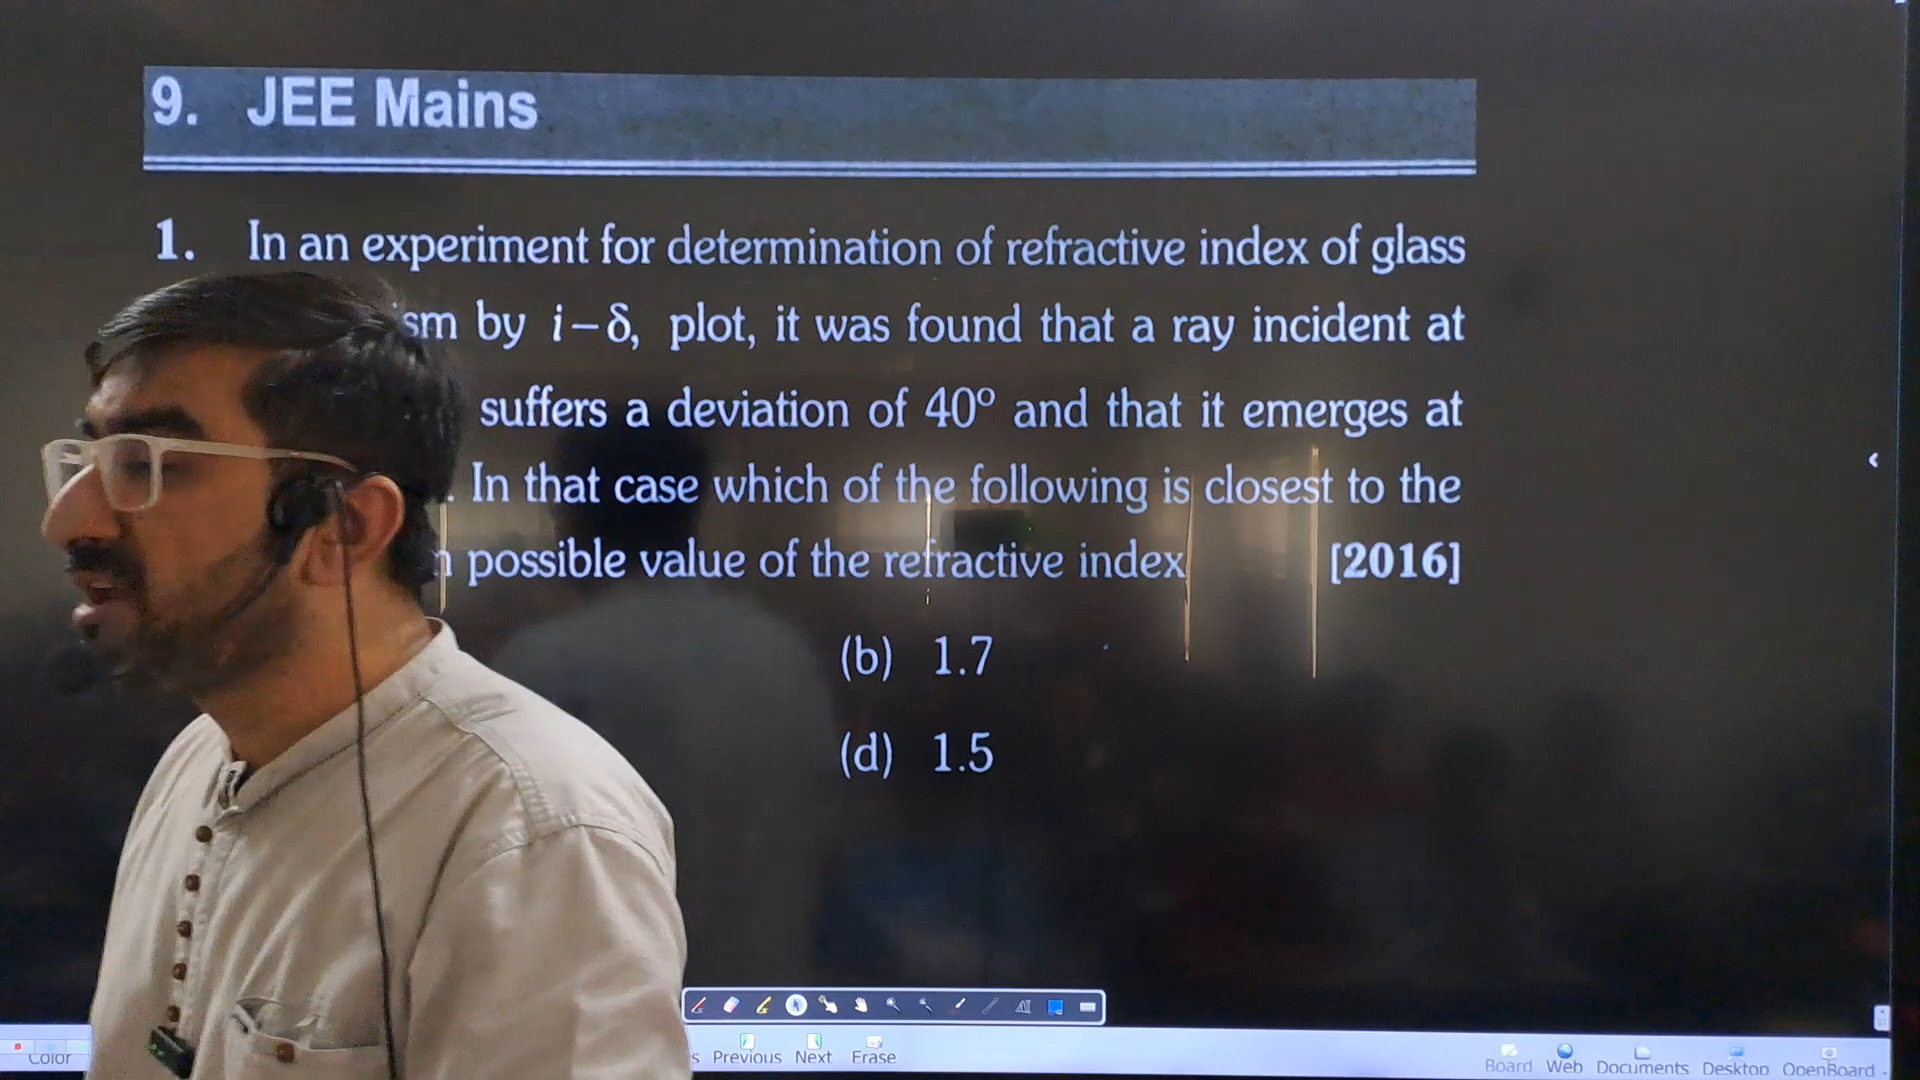 9. JEE Mains
1. In an experiment for determination of refractive index of glass
by i – δ, plot, it was found that a ray incident at
suffers a deviation of 40° and that it emerges at
. In that case which of the following is closest to the
possible value of the refractive index [2016]
(b) 1.7
(d) 1.5
Color Previous Next Erase Board Web Documents Desktop OpenBoard